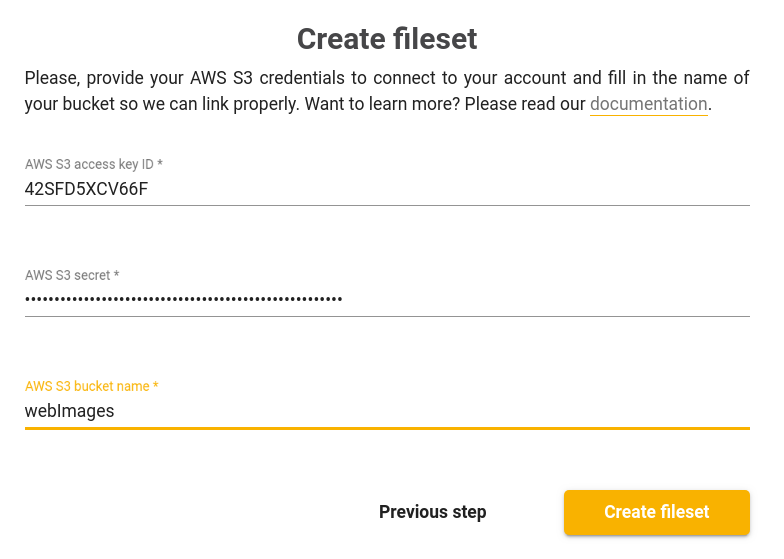 Create fileset
Please, provide your AWS S3 credentials to connect to your account and fill in the name of
your bucket so we can link properly. Want to learn more? Please read our documentation.
AWS S3 access key ID *
42SFD5XCV66F
AWS S3 secret *
AWS S3 bucket name *
webImages
Previous step
Create fileset